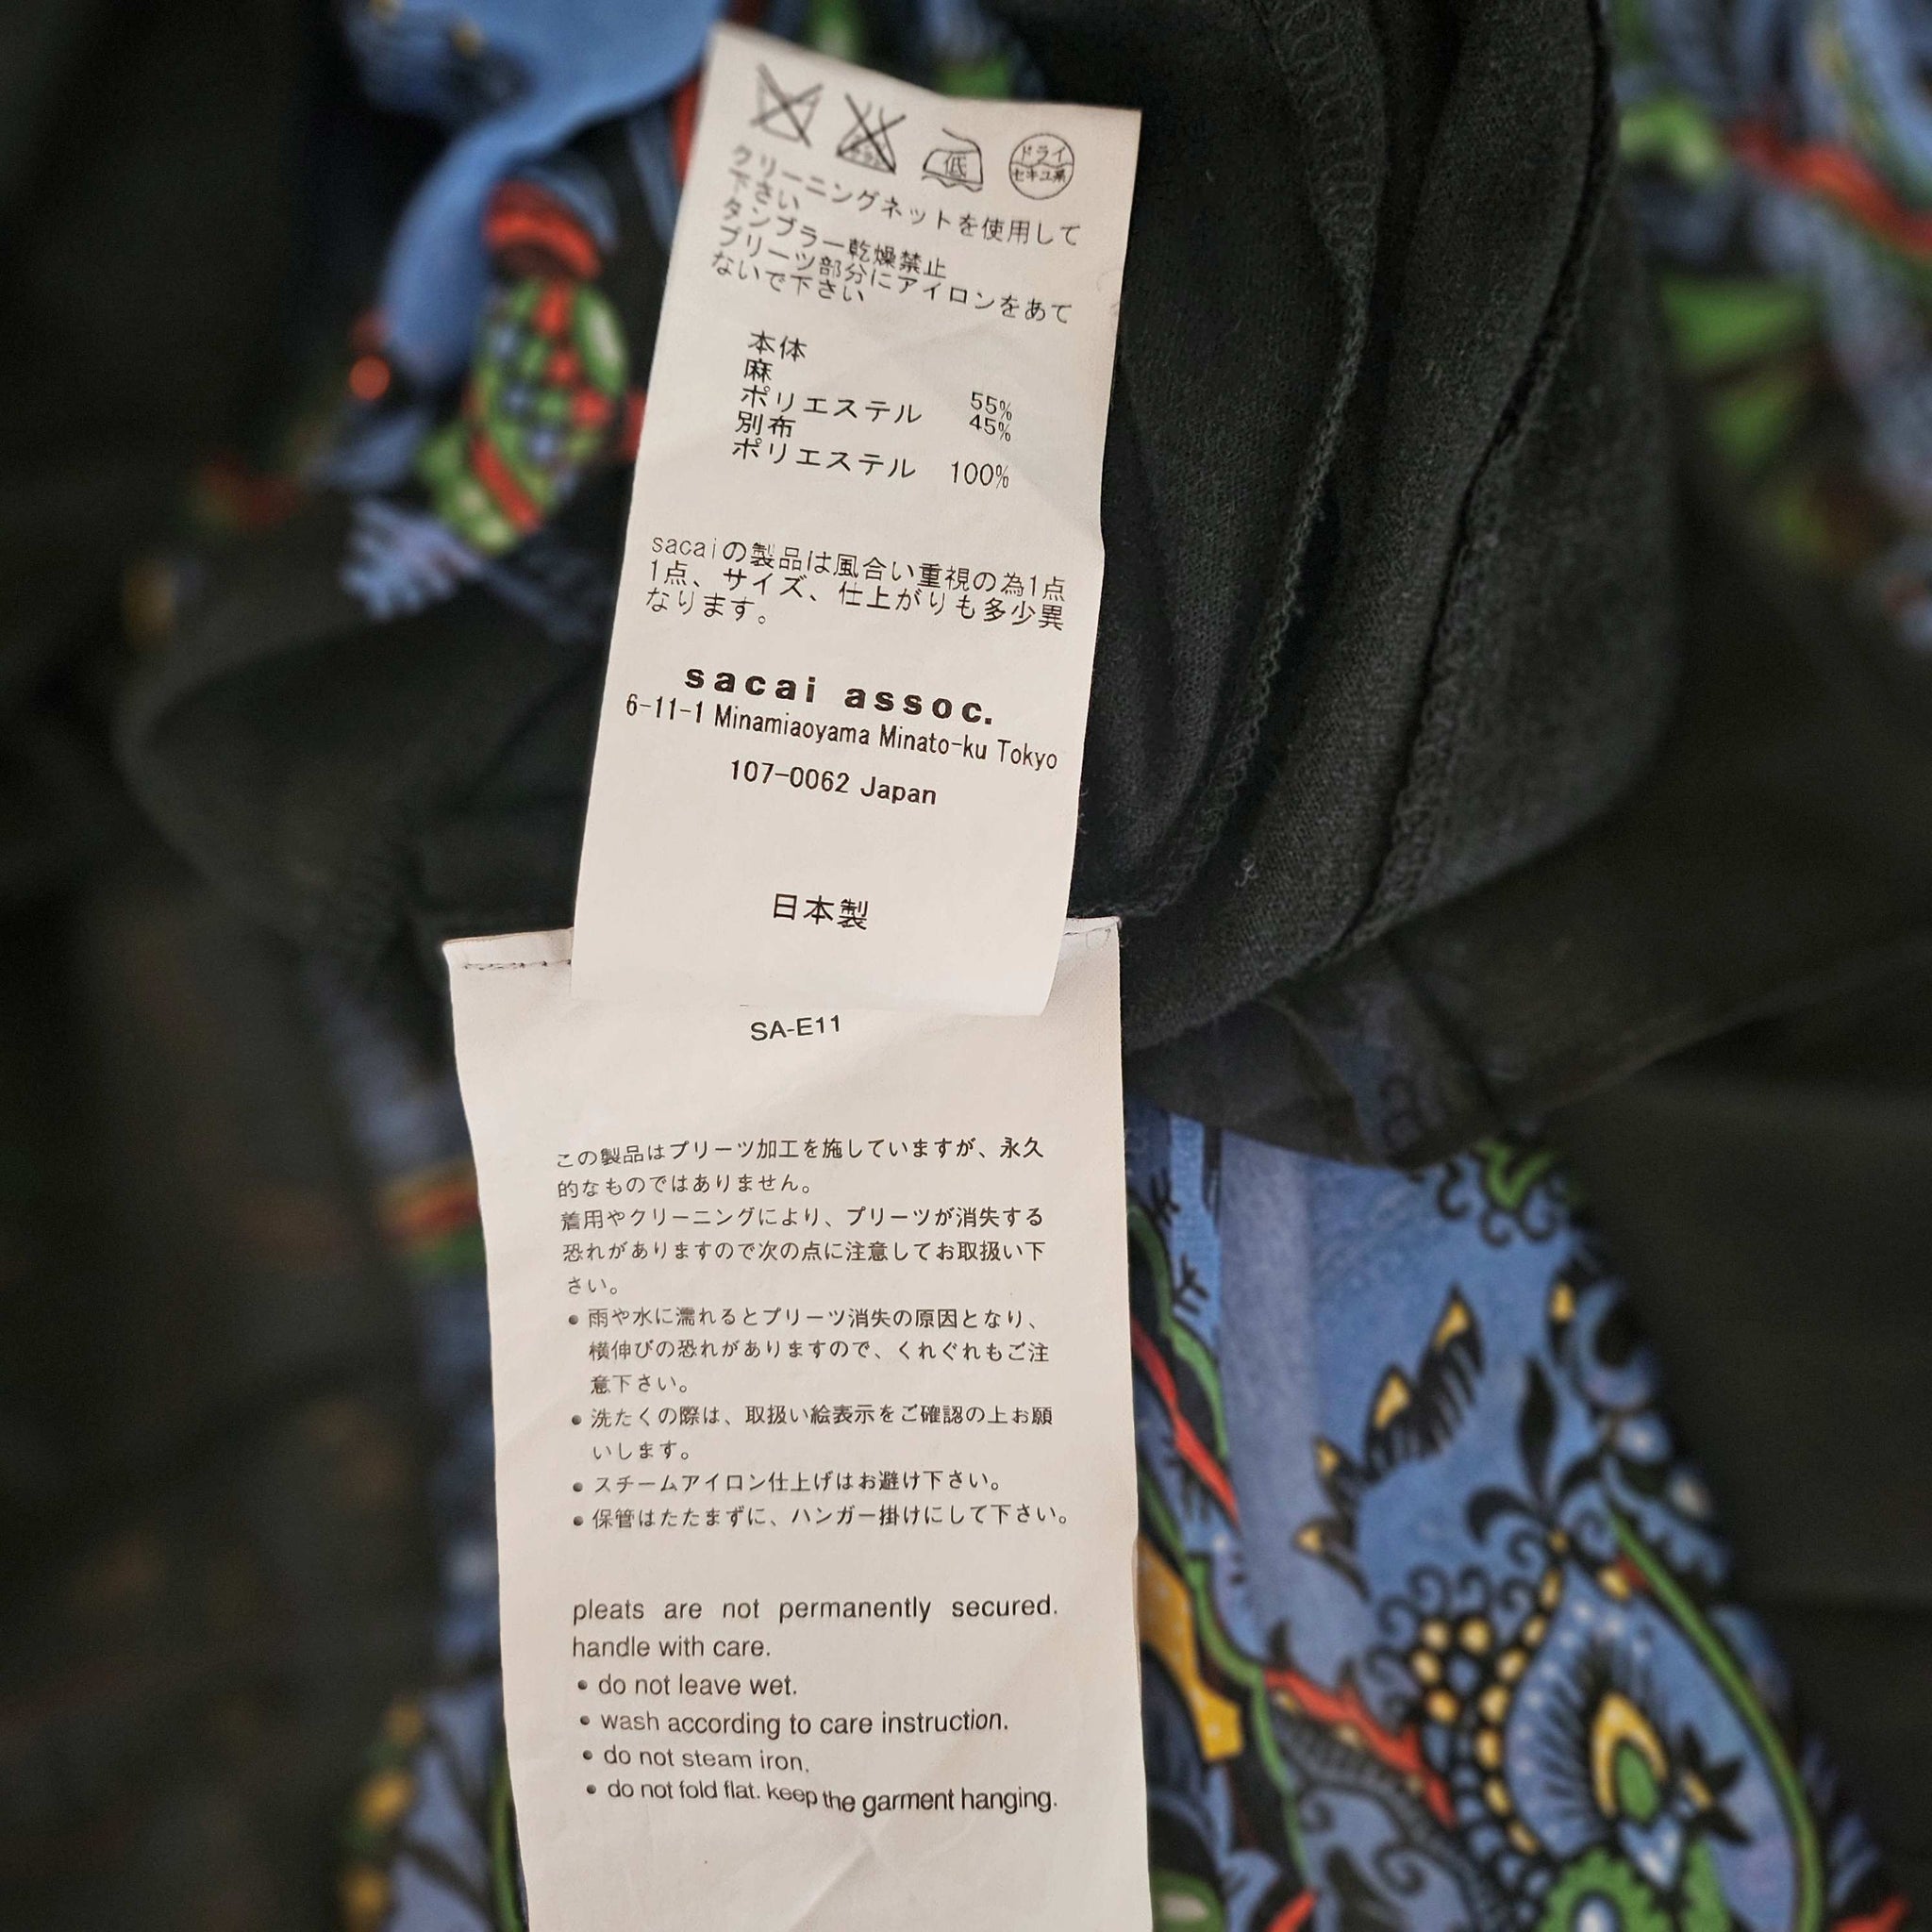 低
ドライ
セキユ系
クリーニングネットを使用して
下さい
タンブラー乾燥禁止
プリーツ部分にアイロンをあて
ないで下さい
本体
麻 55%
ポリエステル 45%
別布
ポリエステル 100%
sacaiの製品は風合い重視の為1点
1点、サイズ、仕上がりも多少異
なります。
sacai assoc.
6-11-1 Minamiaoyama Minato-ku Tokyo
107-0062 Japan
日本製
SA-E11
この製品はプリーツ加工を施していますが、永久
的なものではありません。
着用やクリーニングにより、プリーツが消失する
恐れがありますので次の点に注意してお取扱い下
さい。
● 雨や水に濡れるとプリーツ消失の原因となり、
横伸びの恐れがありますので、くれぐれもご注
意下さい。
● 洗たくの際は、取扱い絵表示をご確認の上お願
いします。
● スチームアイロン仕上げはお避け下さい。
● 保管はたたまずに、ハンガー掛けにして下さい。
pleats are not permanently secured.
handle with care.
● do not leave wet.
● wash according to care instruction.
● do not steam iron.
● do not fold flat. keep the garment hanging.